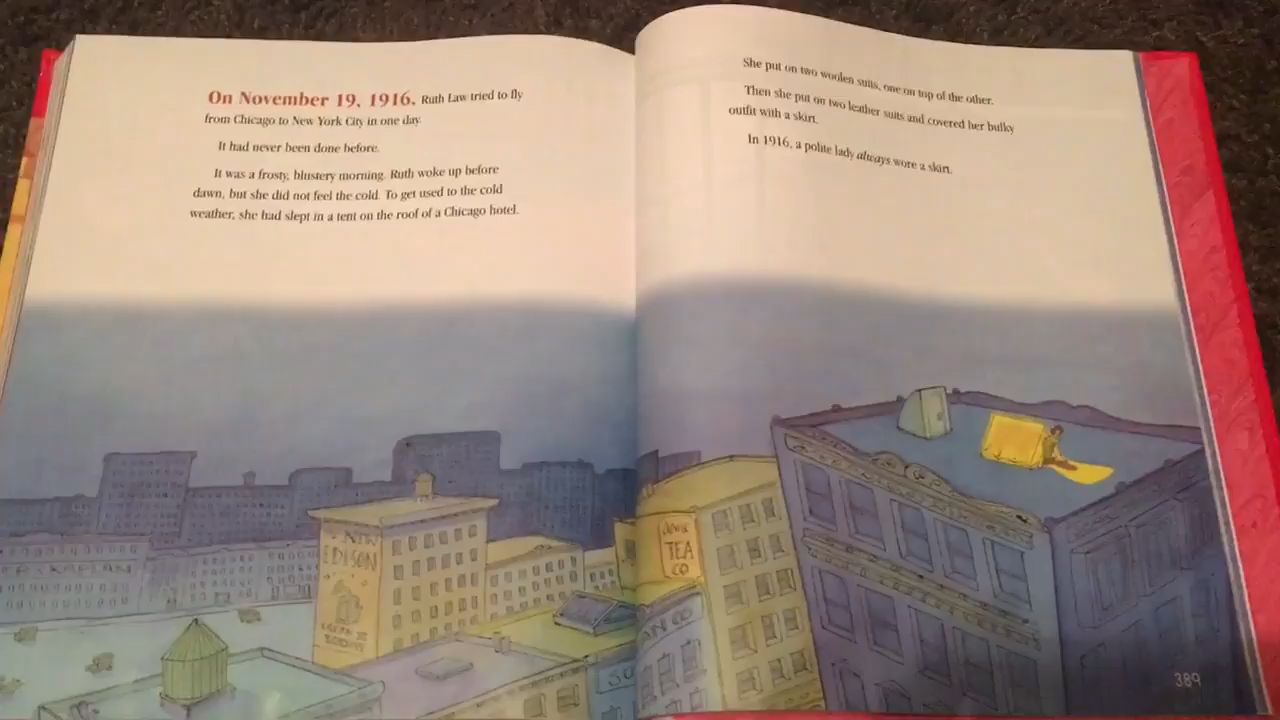 On November 19, 1916, Ruth Law tried to fly
from Chicago to New York City in one day.
It had never been done before.
It was a frosty, blustery morning. Ruth woke up before
dawn, but she did not feel the cold. To get used to the cold
weather, she had slept in a tent on the roof of a Chicago hotel.
She put on two woolen suits, one on top of the other.
Then she put on two leather suits and covered her bulky
outfit with a skirt.
In 1916, a polite lady always wore a skirt.
NEW
EDISON
TEA
CO
389